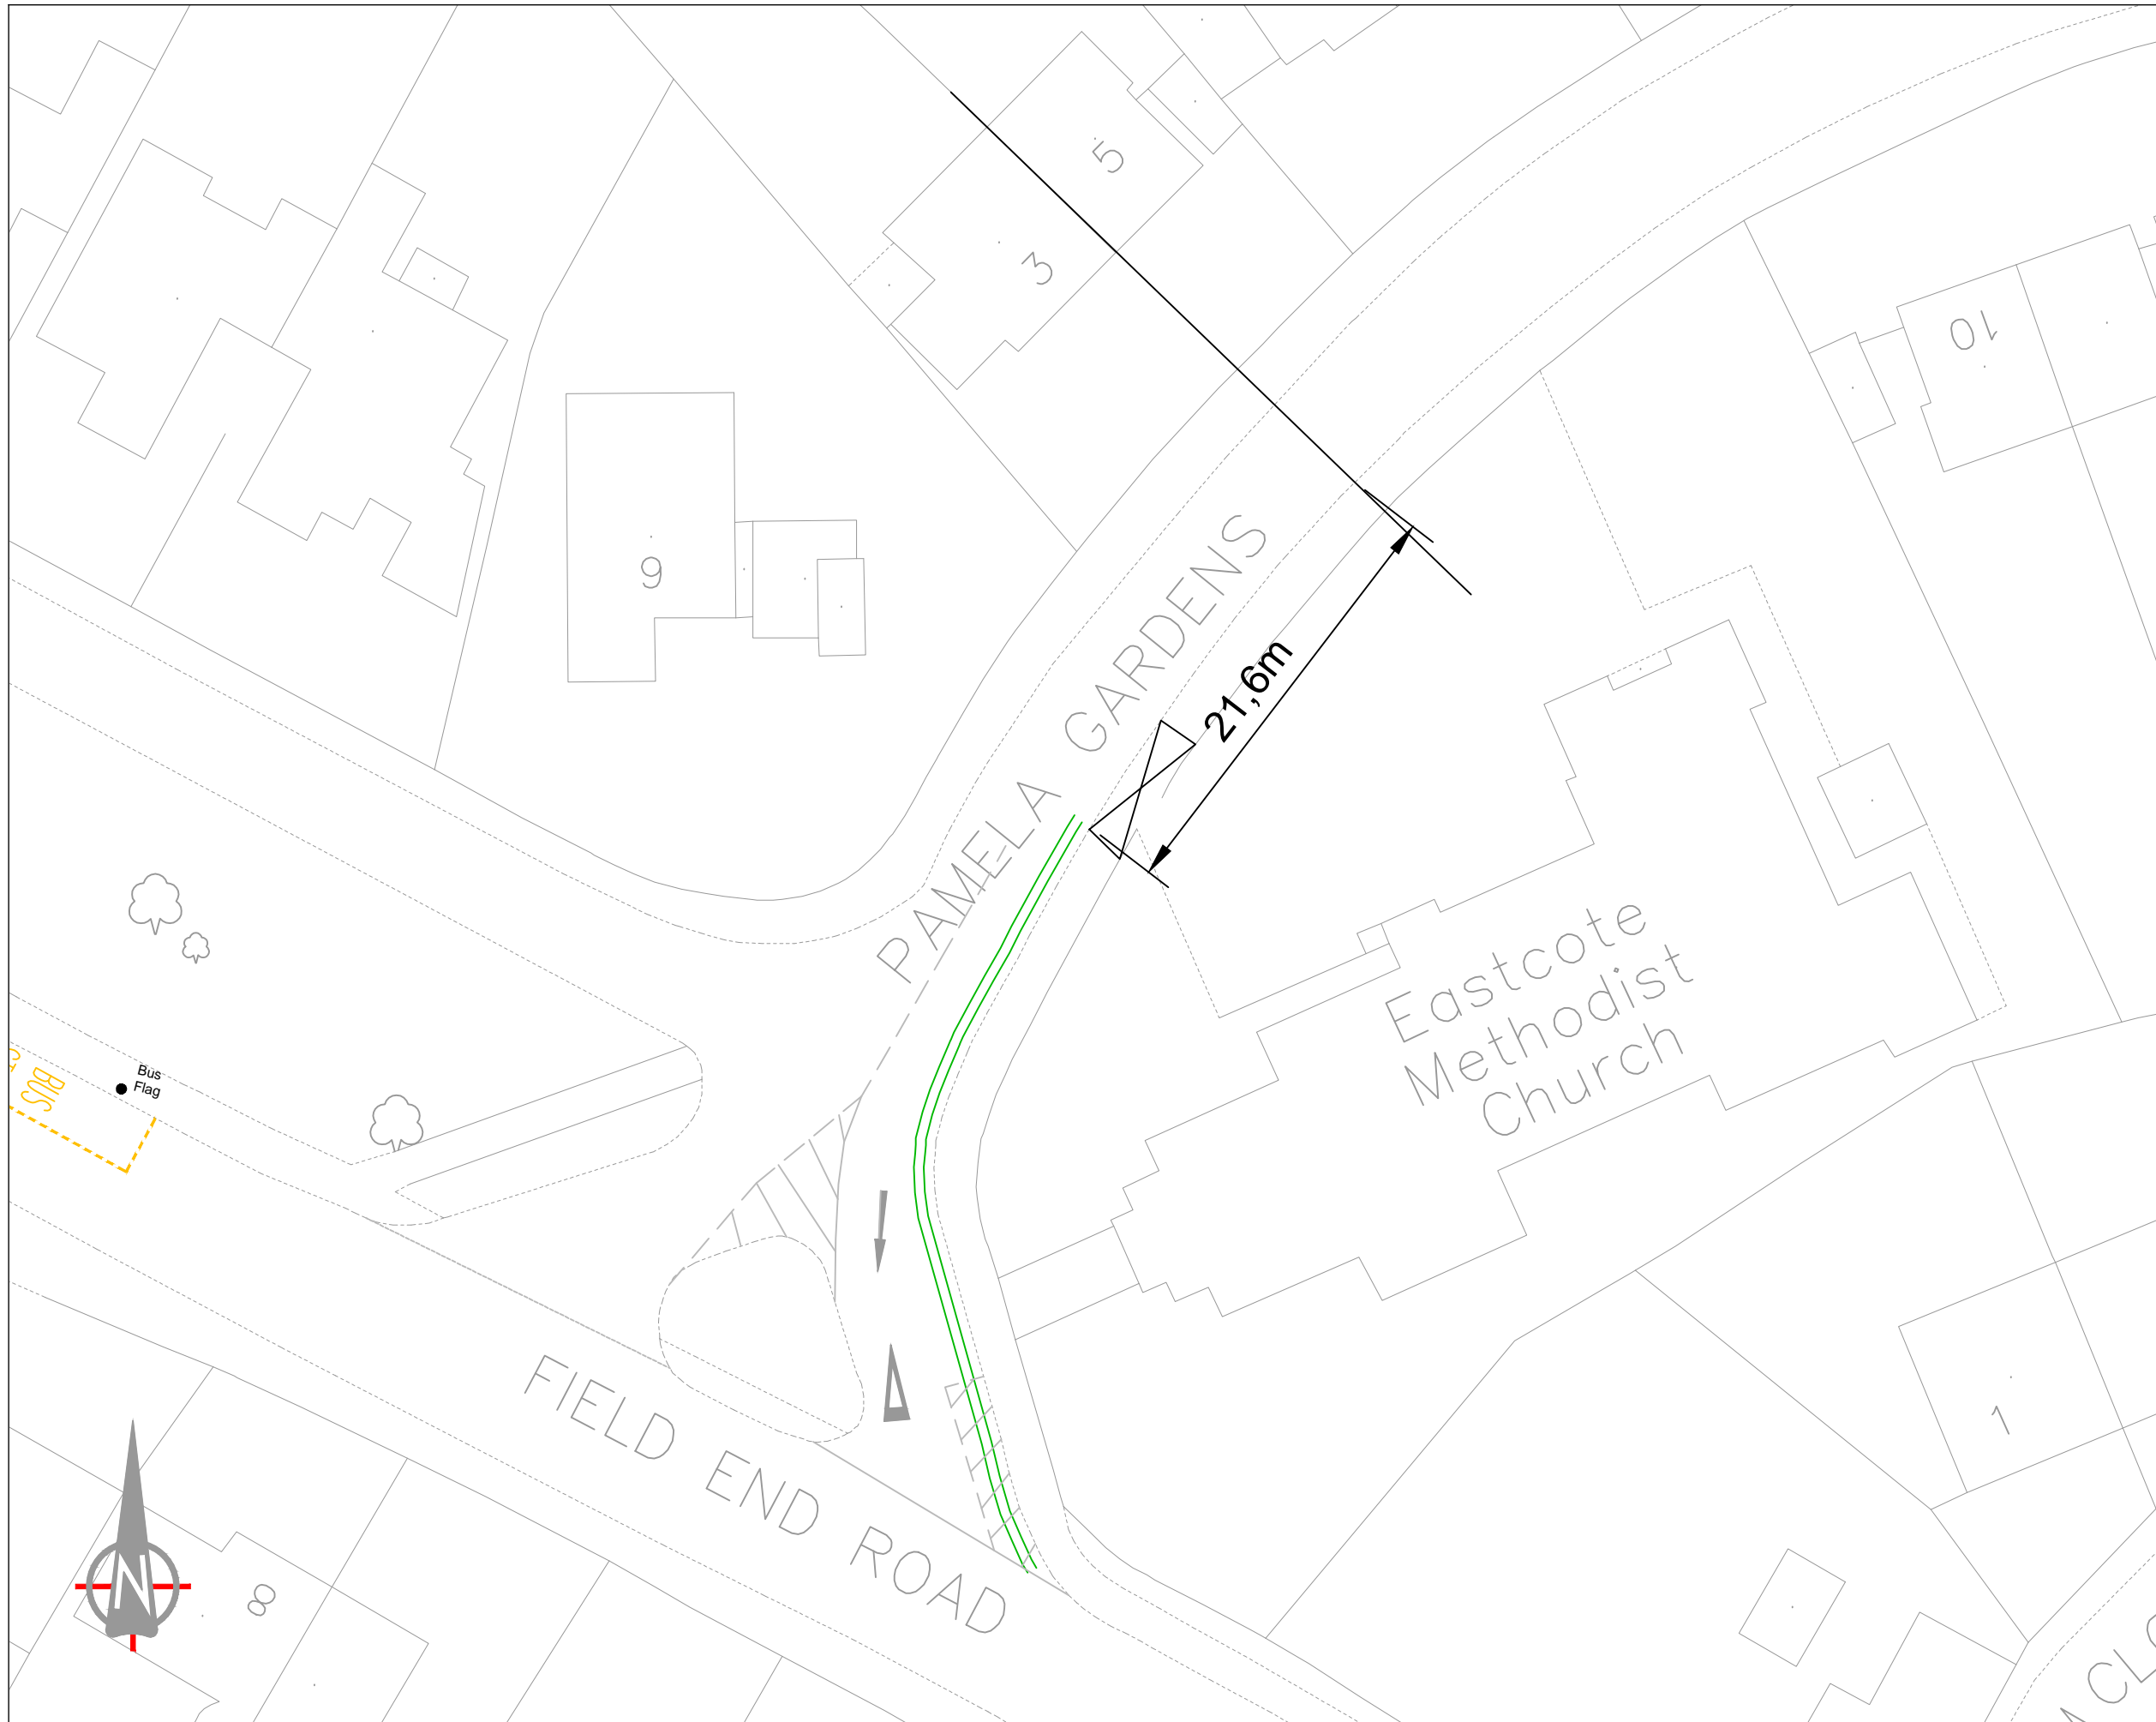 5
3
10
9
PAMELA GARDENS
21,6m
Eastcote
Methodist
Church
Bus
Flag
BUS
FIELD END ROAD
1
8
N